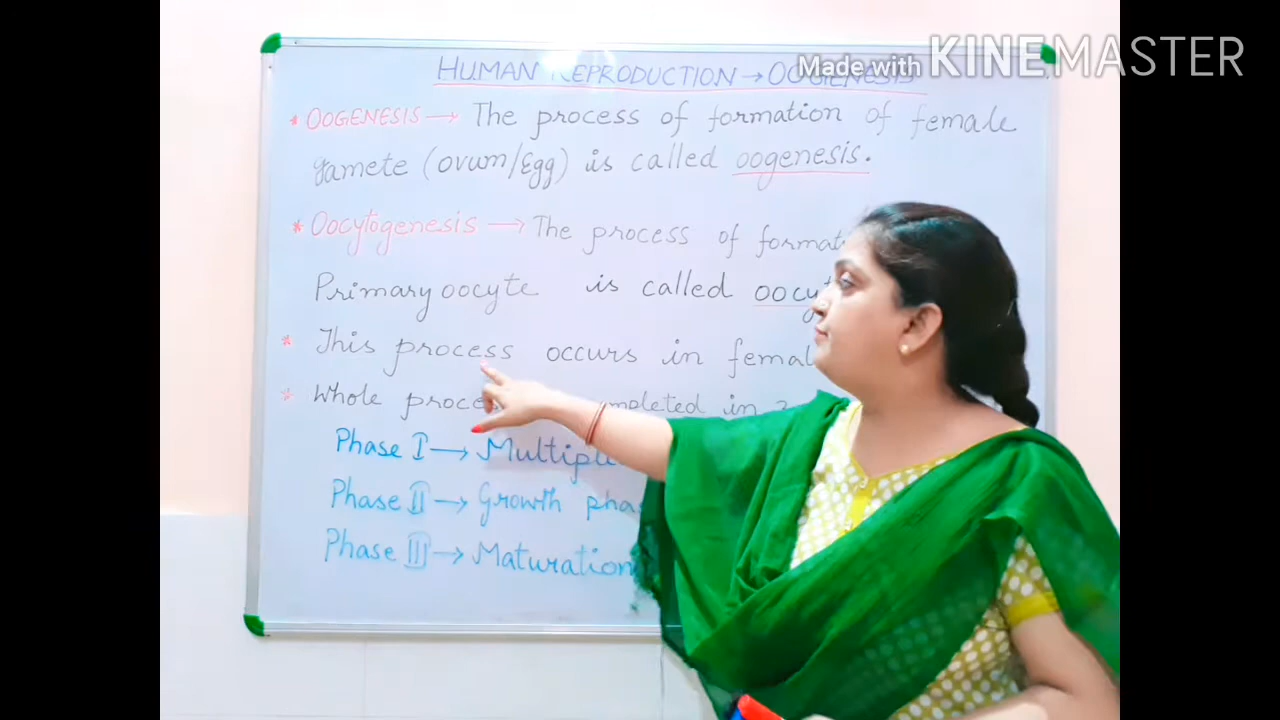 Made with KINEMASTER
HUMAN REPRODUCTION → OOGENESIS
* OOGENESIS → The process of formation of female
gamete (ovum/Egg) is called oogenesis.
* Oocytogenesis → The process of format
Primary oocyte is called oocyt
* This process occurs in femal
* Whole proce mpleted in
Phase I → Multipl
Phase II → Growth pha
Phase III → Maturation